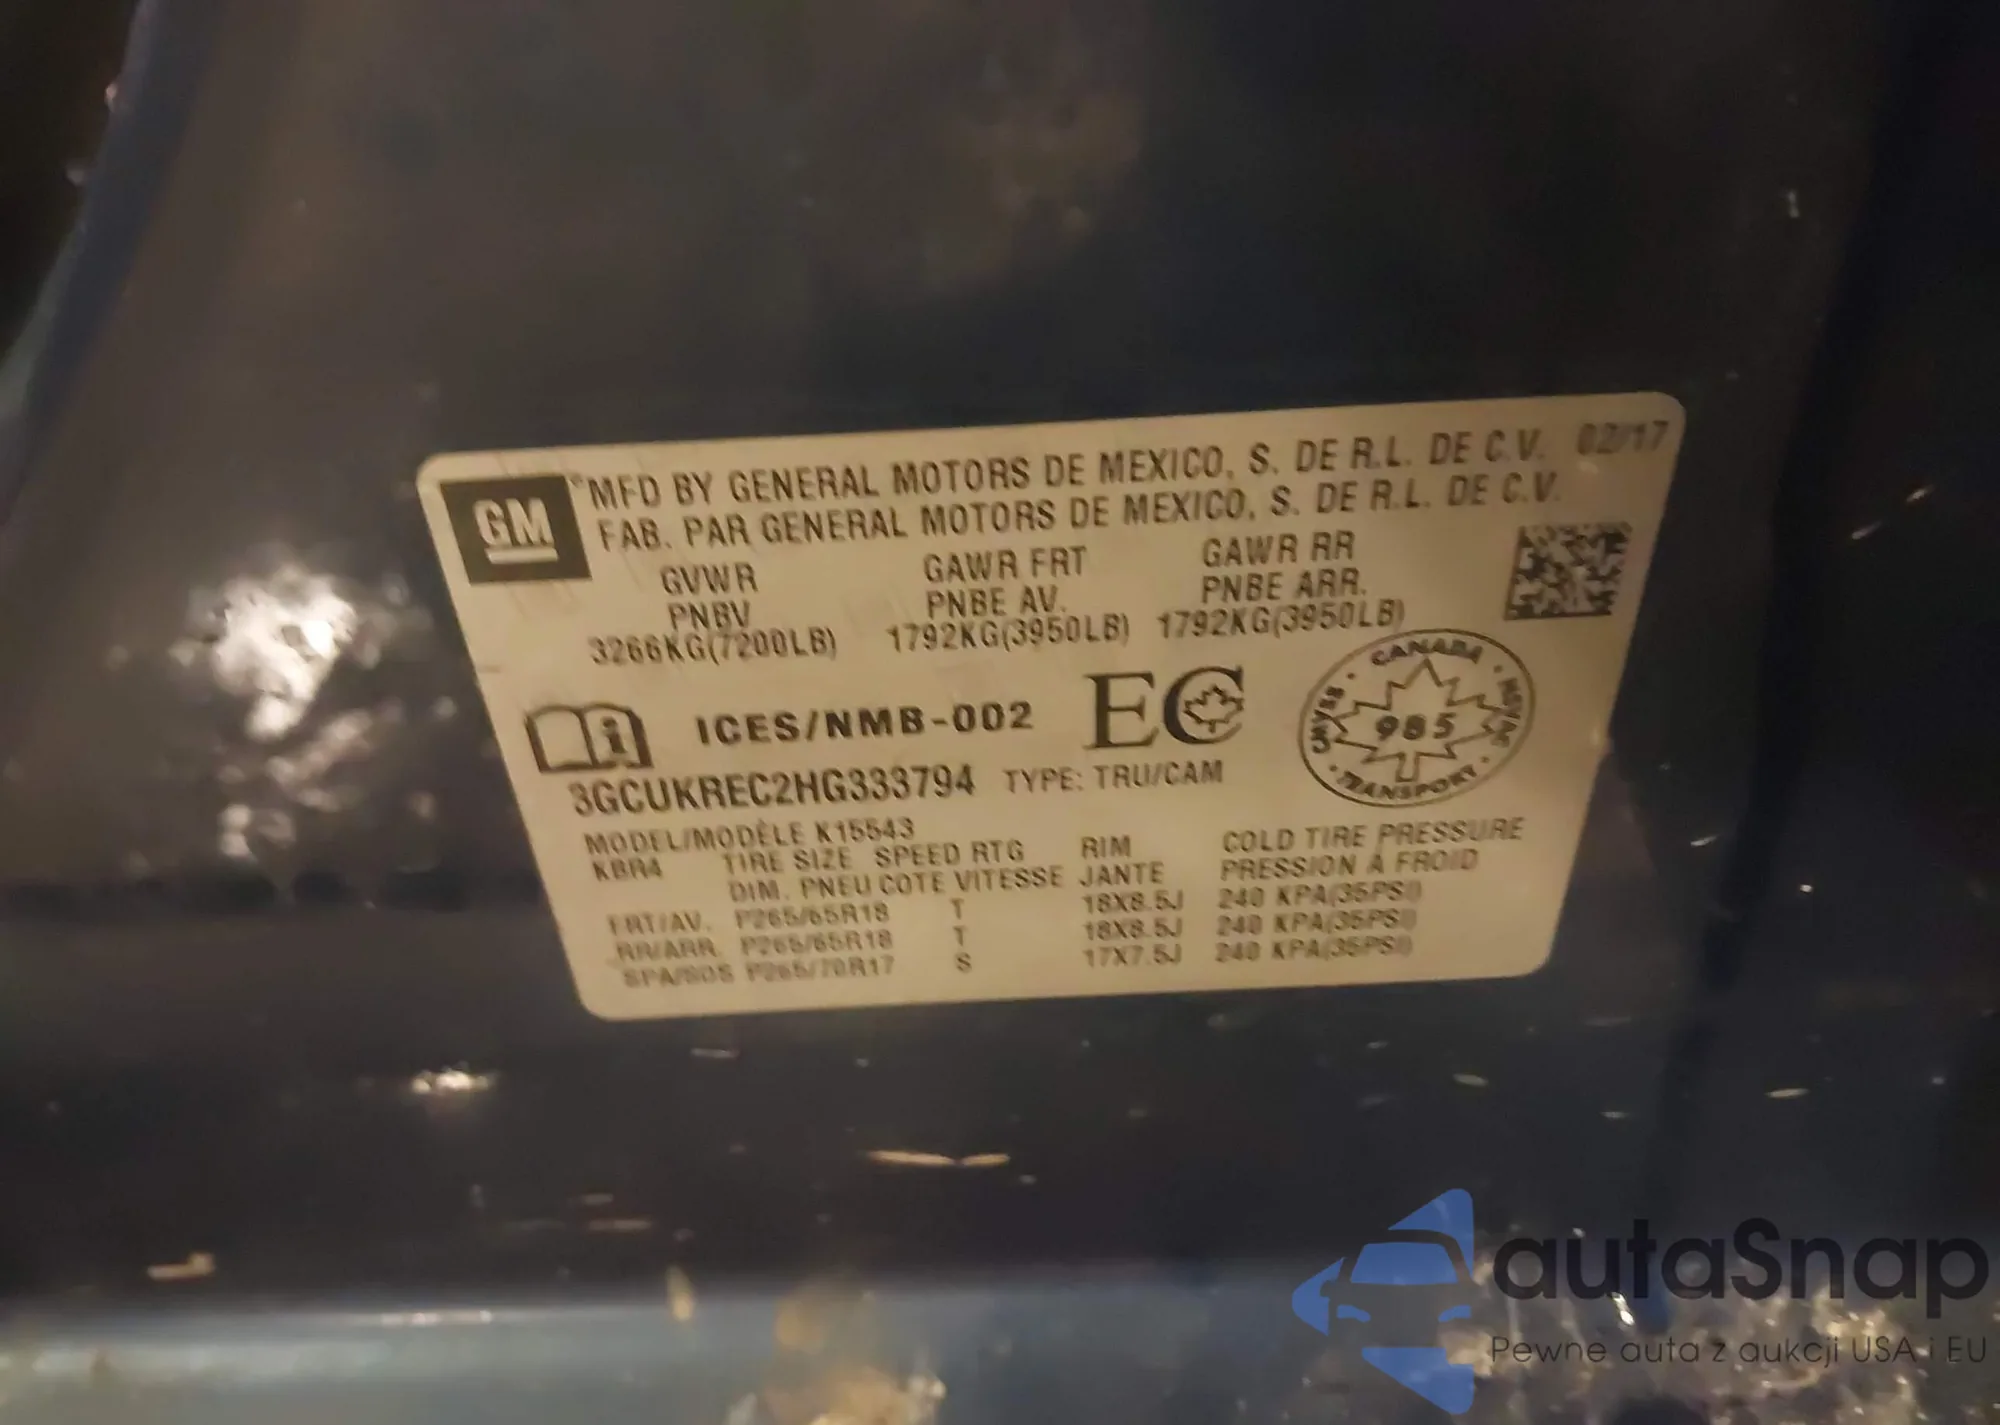 GM
MFD BY GENERAL MOTORS DE MEXICO, S. DE R.L. DE C.V. 02/17
FAB. PAR GENERAL MOTORS DE MEXICO, S. DE R.L. DE C.V.
GVWR GAWR FRT GAWR RR
PNBV PNBE AV. PNBE ARR.
3266KG(7200LB) 1792KG(3950LB) 1792KG(3950LB)
ICES/NMB-002 EC
CANADA · NSVAC · TRANSPORT · CMVSS ·
985
3GCUKREC2HG333794 TYPE: TRU/CAM
MODEL/MODÈLE K15543
KBR4 TIRE SIZE SPEED RTG RIM COLD TIRE PRESSURE
DIM. PNEU COTE VITESSE JANTE PRESSION A FROID
FRT/AV. P265/65R18 T 18X8.5J 240 KPA(35PSI)
RR/ARR. P265/65R18 T 18X8.5J 240 KPA(35PSI)
SPA/SOS P265/70R17 S 17X7.5J 240 KPA(35PSI)
autaSnap
Pewne auta z aukcji USA i EU